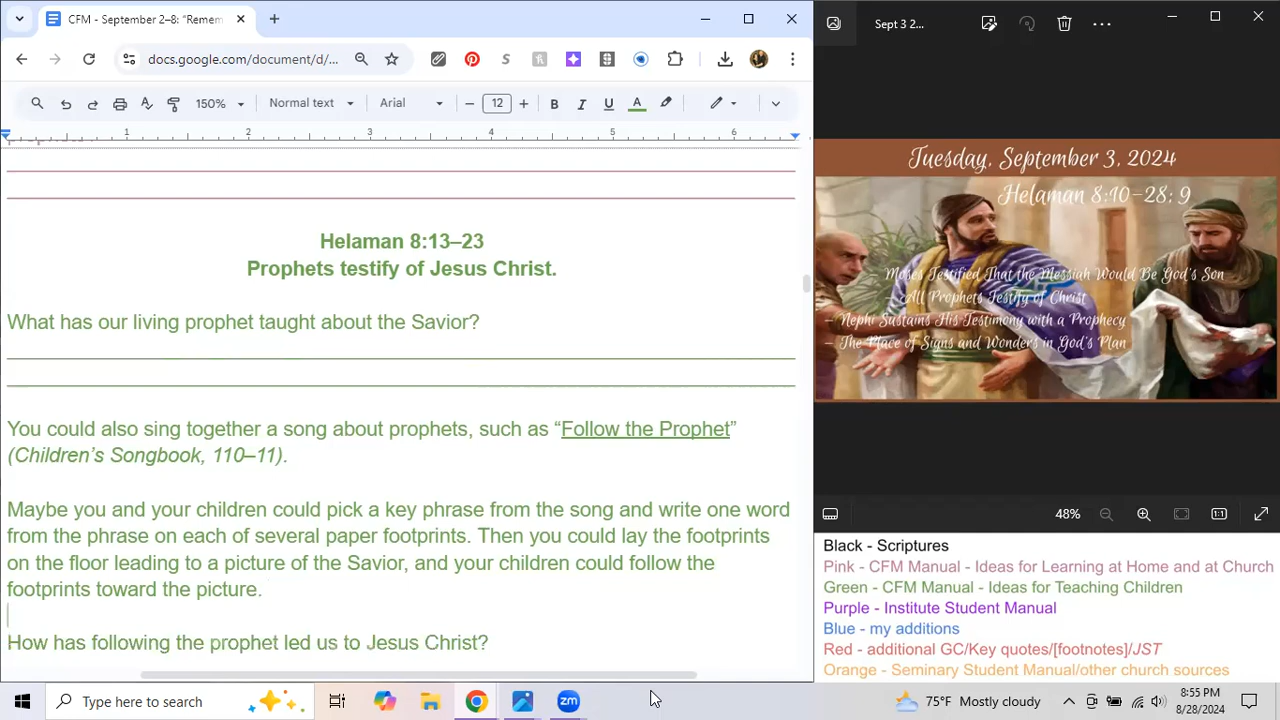 CFM - September 2–8: “Remem
Sept 3 2...
docs.google.com/document/d/...
150%
Normal text
Arial
12
1 2 3 4 5 6
Helaman 8:13–23
Prophets testify of Jesus Christ.
What has our living prophet taught about the Savior?
You could also sing together a song about prophets, such as “Follow the Prophet”
(Children’s Songbook, 110–11).
Maybe you and your children could pick a key phrase from the song and write one word
from the phrase on each of several paper footprints. Then you could lay the footprints
on the floor leading to a picture of the Savior, and your children could follow the
footprints toward the picture.
How has following the prophet led us to Jesus Christ?
Tuesday, September 3, 2024
Helaman 8:10-28; 9
Moses Testified That the Messiah Would Be God's Son
All Prophets Testify of Christ
– Nephi Sustains His Testimony with a Prophecy
– The Place of Signs and Wonders in God's Plan
48%
Black - Scriptures
Pink - CFM Manual - Ideas for Learning at Home and at Church
Green - CFM Manual - Ideas for Teaching Children
Purple - Institute Student Manual
Blue - my additions
Red - additional GC/Key quotes/[footnotes]/JST
Orange - Seminary Student Manual/other church sources
Type here to search
75°F Mostly cloudy
8:55 PM
8/28/2024